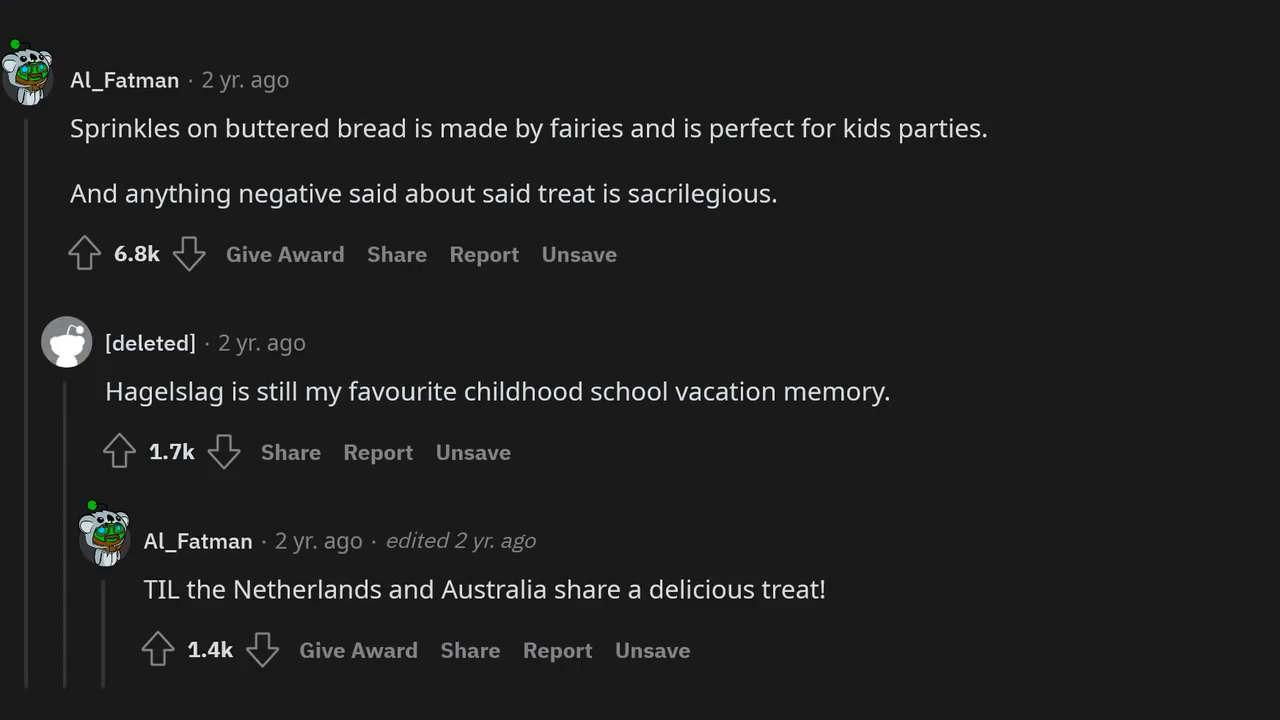 Al_Fatman · 2 yr. ago
Sprinkles on buttered bread is made by fairies and is perfect for kids parties.
And anything negative said about said treat is sacrilegious.
6.8k Give Award Share Report Unsave
[deleted] · 2 yr. ago
Hagelslag is still my favourite childhood school vacation memory.
1.7k Share Report Unsave
Al_Fatman · 2 yr. ago · edited 2 yr. ago
TIL the Netherlands and Australia share a delicious treat!
1.4k Give Award Share Report Unsave